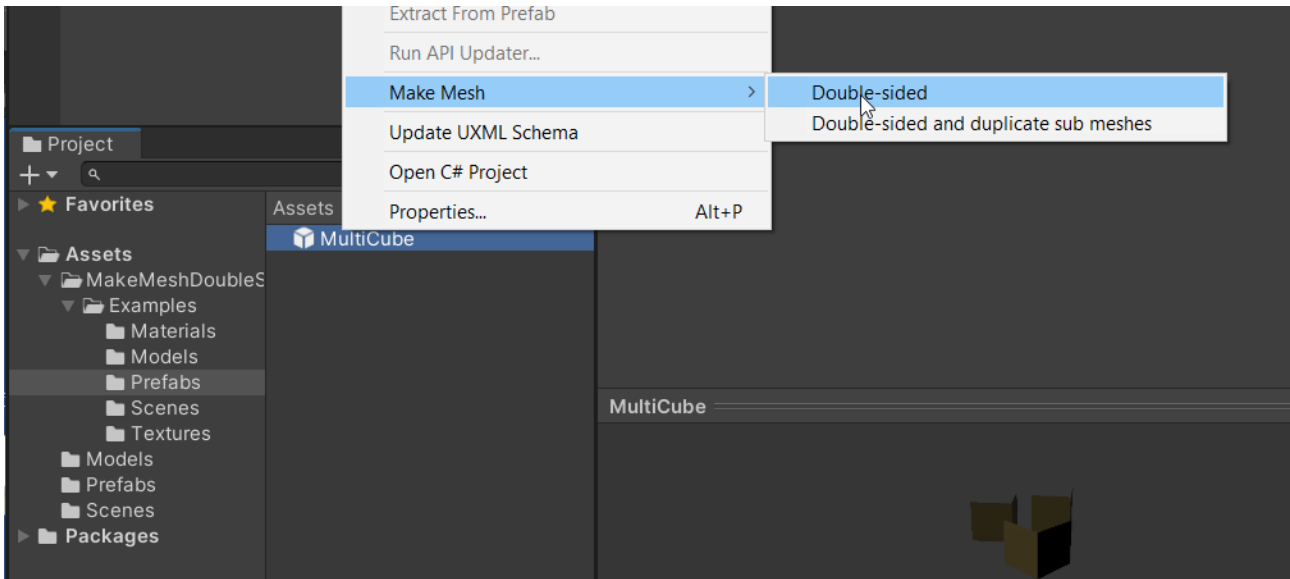 Extract From Prefab
Run API Updater...
Make Mesh >
Double-sided
Double-sided and duplicate sub meshes
Update UXML Schema
Open C# Project
Properties... Alt+P
Project
Favorites
Assets
MakeMeshDoubleS
Examples
Materials
Models
Prefabs
Scenes
Textures
Models
Prefabs
Scenes
Packages
Assets
MultiCube
MultiCube